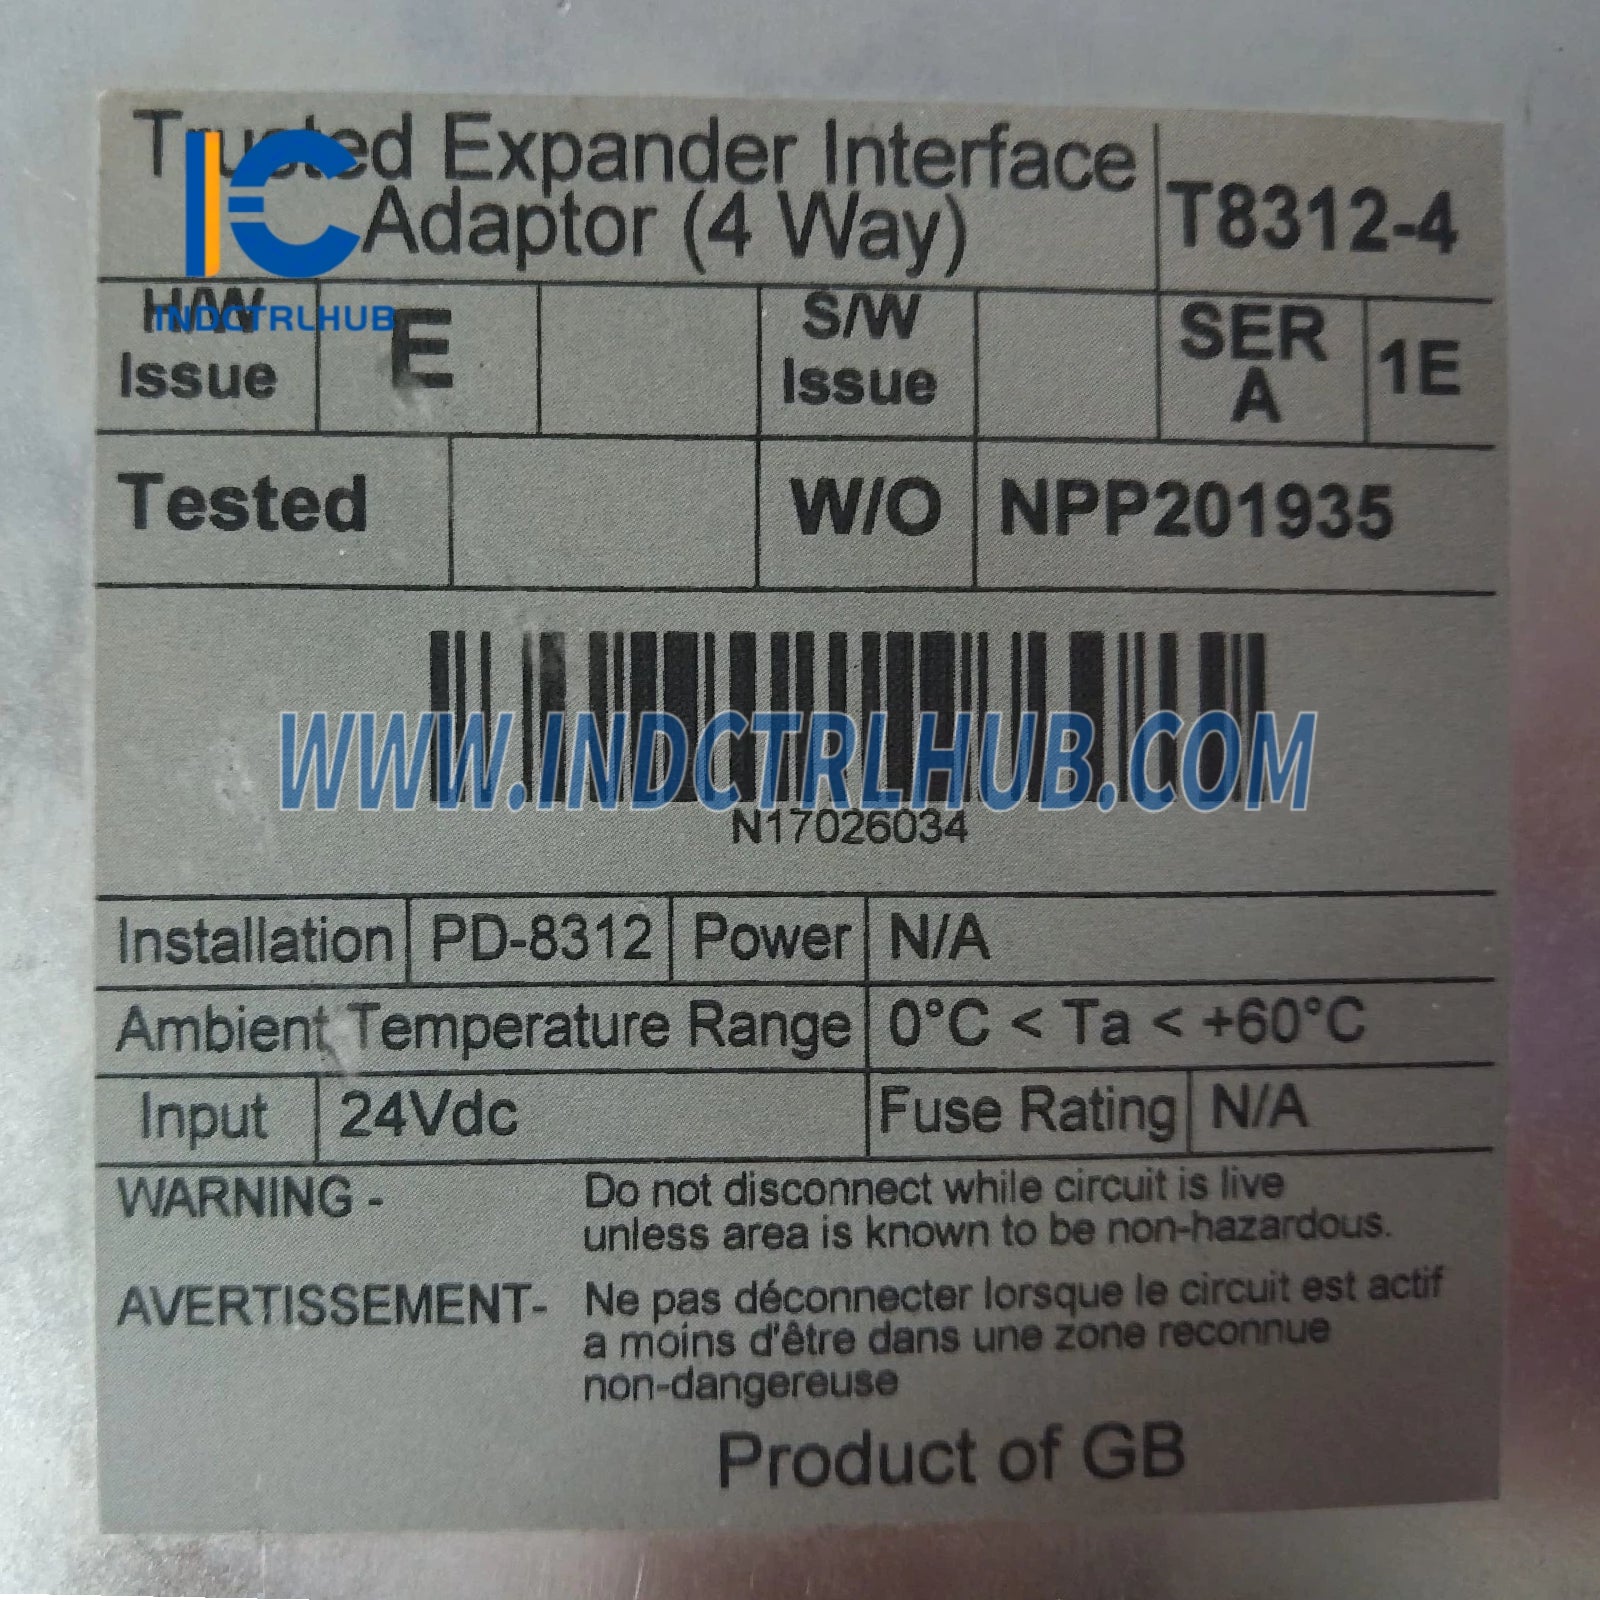 Trusted Expander Interface
Adaptor (4 Way)
T8312-4
IC
INDCTRLHUB
H/W
Issue
E
S/W
Issue
SER
A
1E
Tested
W/O
NPP201935
WWW.INDCTRLHUB.COM
N17026034
Installation PD-8312 Power N/A
Ambient Temperature Range 0°C < Ta < +60°C
Input 24Vdc Fuse Rating N/A
WARNING - Do not disconnect while circuit is live
unless area is known to be non-hazardous.
AVERTISSEMENT- Ne pas déconnecter lorsque le circuit est actif
a moins d'être dans une zone reconnue
non-dangereuse
Product of GB